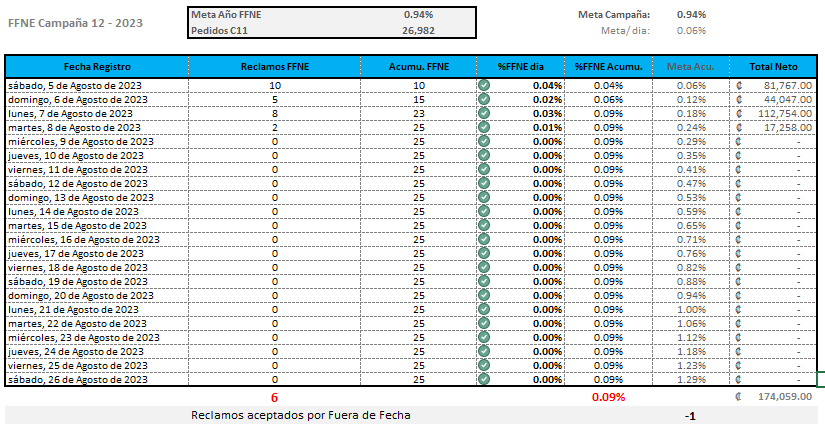 FFNE Campaña 12 - 2023
Meta Año FFNE 0.94%
Pedidos C11 26,982
Meta Campaña: 0.94%
Meta/ dia: 0.06%
Fecha Registro Reclamos FFNE Acumu. FFNE %FFNE dia %FFNE Acumu. Meta Acu. Total Neto
sábado, 5 de Agosto de 2023 10 10 0.04% 0.04% 0.06% ₡ 81,767.00
domingo, 6 de Agosto de 2023 5 15 0.02% 0.06% 0.12% ₡ 44,047.00
lunes, 7 de Agosto de 2023 8 23 0.03% 0.09% 0.18% ₡ 112,754.00
martes, 8 de Agosto de 2023 2 25 0.01% 0.09% 0.24% ₡ 17,258.00
miércoles, 9 de Agosto de 2023 0 25 0.00% 0.09% 0.29% ₡ -
jueves, 10 de Agosto de 2023 0 25 0.00% 0.09% 0.35% ₡ -
viernes, 11 de Agosto de 2023 0 25 0.00% 0.09% 0.41% ₡ -
sábado, 12 de Agosto de 2023 0 25 0.00% 0.09% 0.47% ₡ -
domingo, 13 de Agosto de 2023 0 25 0.00% 0.09% 0.53% ₡ -
lunes, 14 de Agosto de 2023 0 25 0.00% 0.09% 0.59% ₡ -
martes, 15 de Agosto de 2023 0 25 0.00% 0.09% 0.65% ₡ -
miércoles, 16 de Agosto de 2023 0 25 0.00% 0.09% 0.71% ₡ -
jueves, 17 de Agosto de 2023 0 25 0.00% 0.09% 0.76% ₡ -
viernes, 18 de Agosto de 2023 0 25 0.00% 0.09% 0.82% ₡ -
sábado, 19 de Agosto de 2023 0 25 0.00% 0.09% 0.88% ₡ -
domingo, 20 de Agosto de 2023 0 25 0.00% 0.09% 0.94% ₡ -
lunes, 21 de Agosto de 2023 0 25 0.00% 0.09% 1.00% ₡ -
martes, 22 de Agosto de 2023 0 25 0.00% 0.09% 1.06% ₡ -
miércoles, 23 de Agosto de 2023 0 25 0.00% 0.09% 1.12% ₡ -
jueves, 24 de Agosto de 2023 0 25 0.00% 0.09% 1.18% ₡ -
viernes, 25 de Agosto de 2023 0 25 0.00% 0.09% 1.23% ₡ -
sábado, 26 de Agosto de 2023 0 25 0.00% 0.09% 1.29% ₡ -
6 0.09% ₡ 174,059.00
Reclamos aceptados por Fuera de Fecha -1